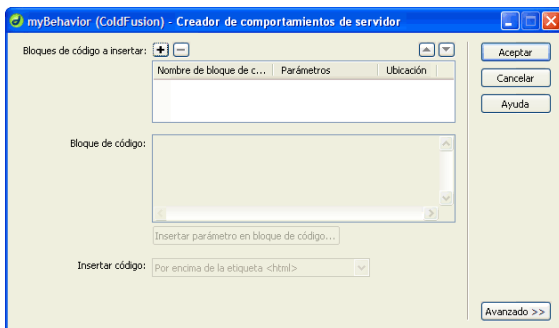 myBehavior (ColdFusion) - Creador de comportamientos de servidor
Bloques de código a insertar:
Nombre de bloque de c... Parámetros Ubicación
Bloque de código:
Insertar parámetro en bloque de código...
Insertar código: Por encima de la etiqueta <html>
Aceptar
Cancelar
Ayuda
Avanzado >>